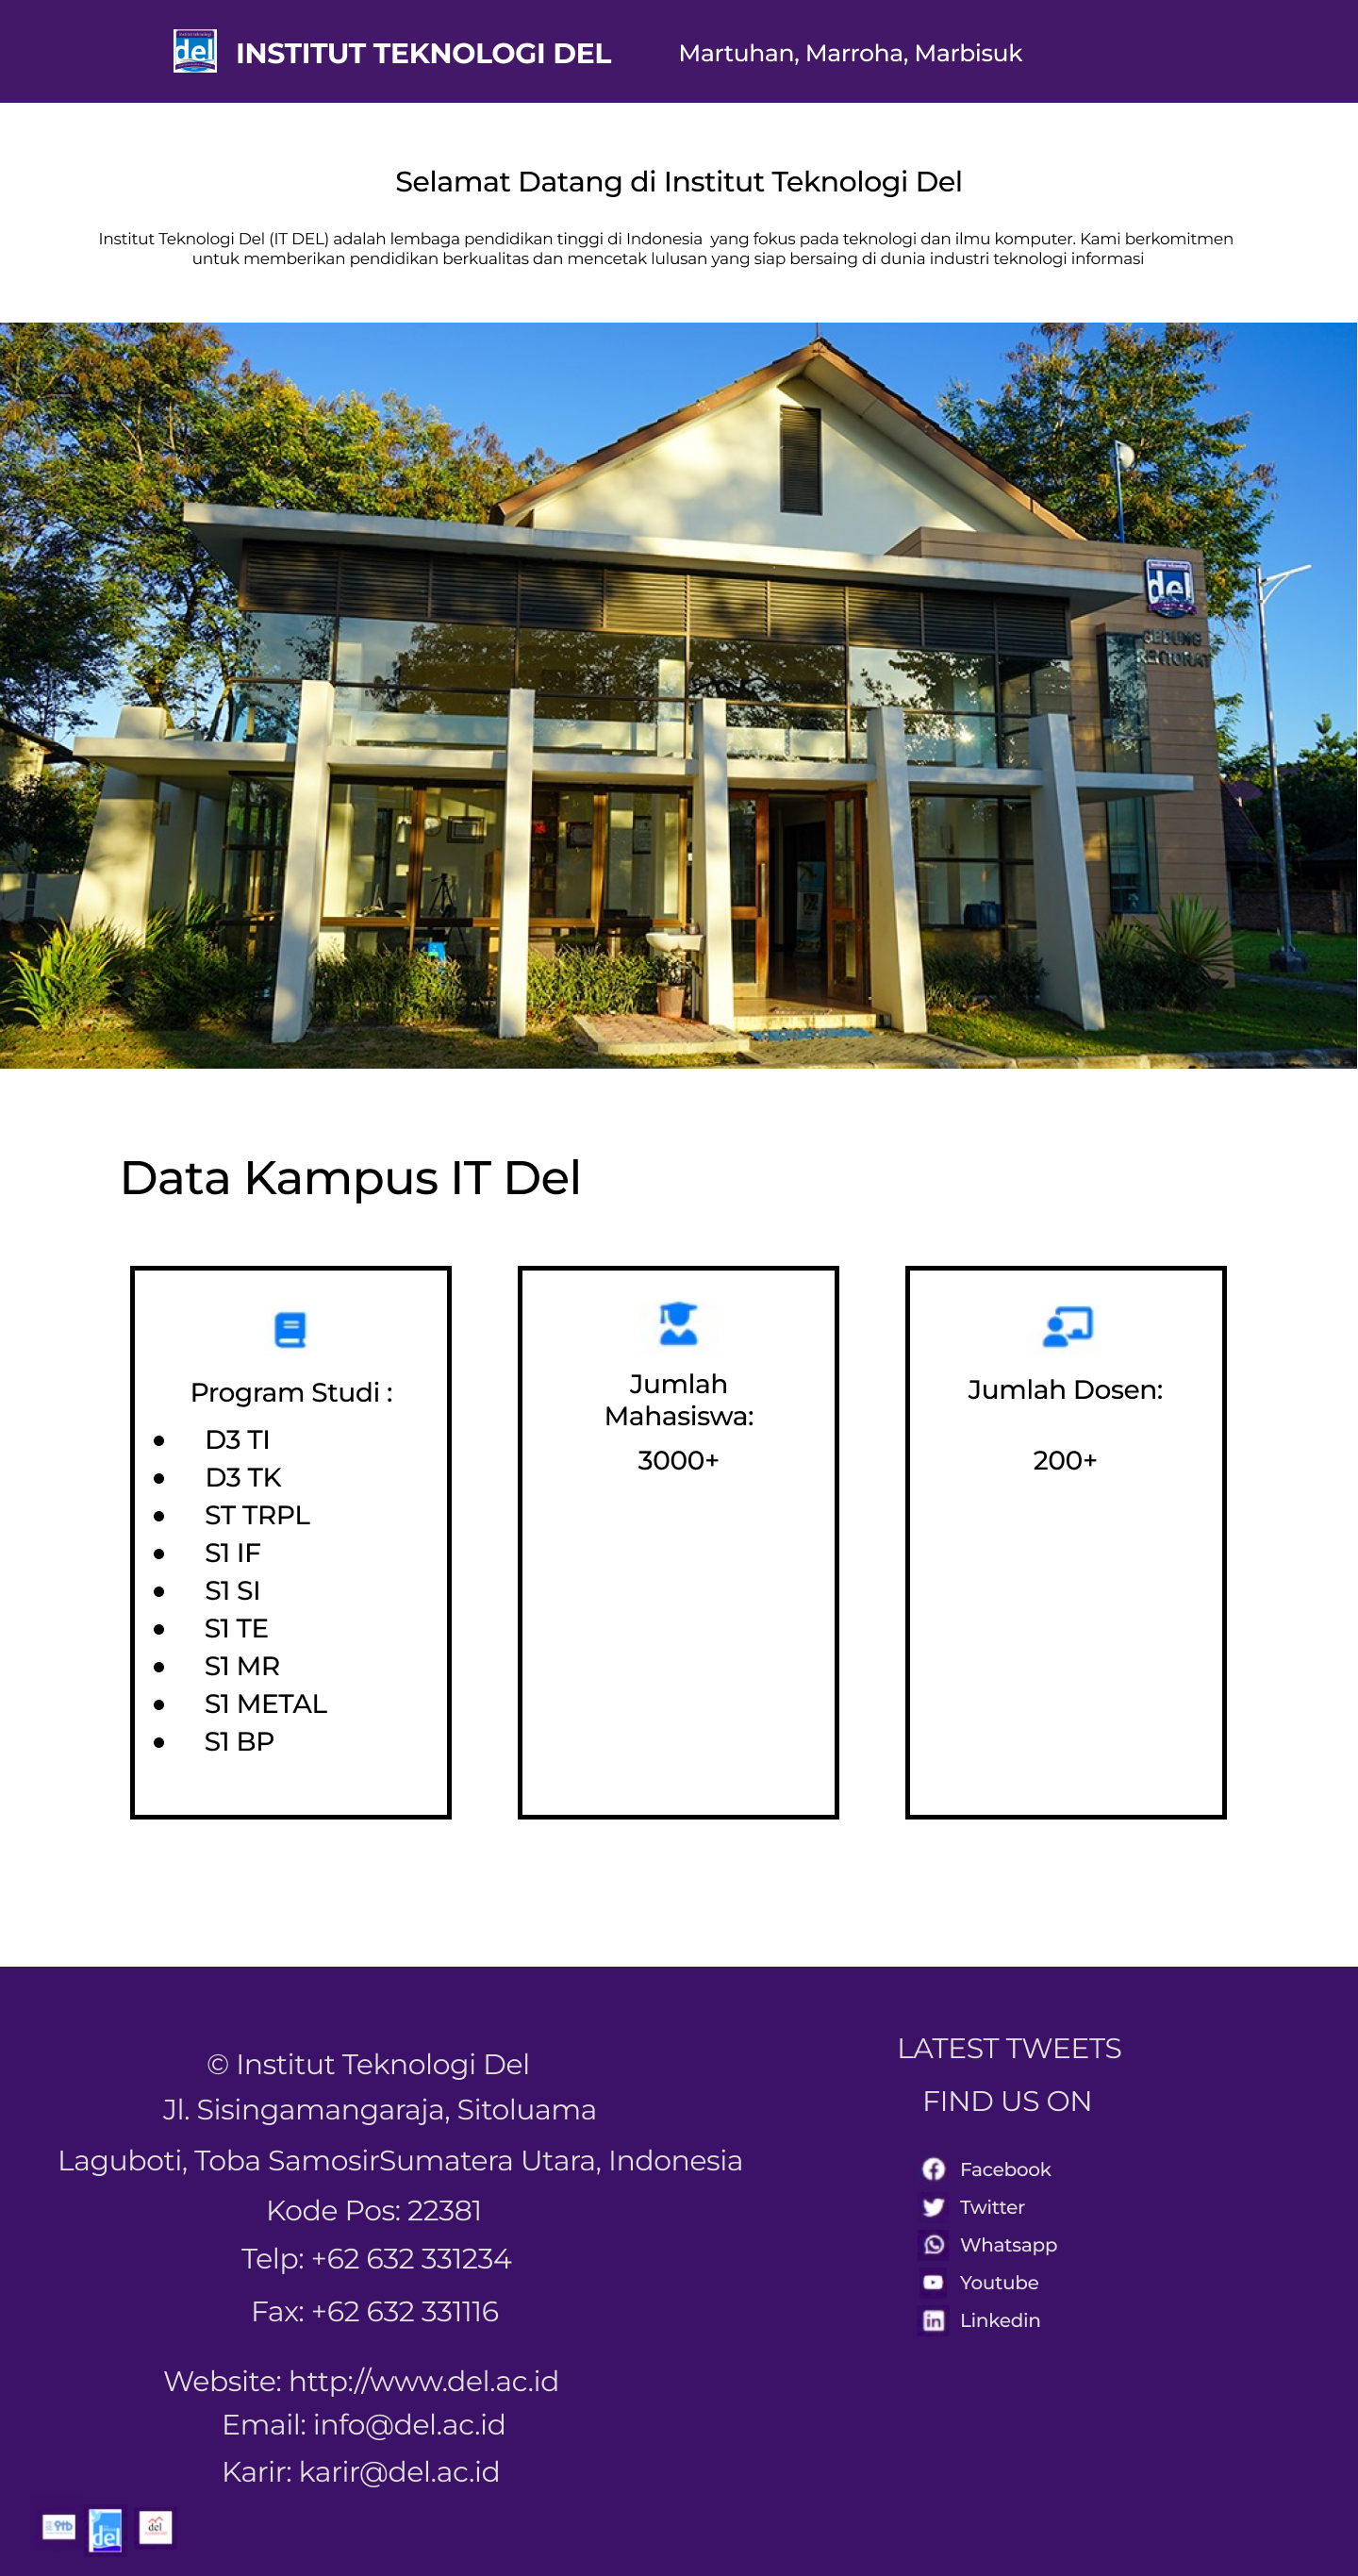 del
INSTITUT TEKNOLOGI DEL
Martuhan, Marroha, Marbisuk
Selamat Datang di Institut Teknologi Del
Institut Teknologi Del (IT DEL) adalah lembaga pendidikan tinggi di Indonesia yang fokus pada teknologi dan ilmu komputer. Kami berkomitmen
untuk memberikan pendidikan berkualitas dan mencetak lulusan yang siap bersaing di dunia industri teknologi informasi
institut teknologi
del
GEDUNG
REKTORAT
Data Kampus IT Del
Program Studi :
● D3 TI
● D3 TK
● ST TRPL
● S1 IF
● S1 SI
● S1 TE
● S1 MR
● S1 METAL
● S1 BP
Jumlah
Mahasiswa:
3000+
Jumlah Dosen:
200+
© Institut Teknologi Del
Jl. Sisingamangaraja, Sitoluama
Laguboti, Toba SamosirSumatera Utara, Indonesia
Kode Pos: 22381
Telp: +62 632 331234
Fax: +62 632 331116
Website: http://www.del.ac.id
Email: info@del.ac.id
Karir: karir@del.ac.id
LATEST TWEETS
FIND US ON
Facebook
Twitter
Whatsapp
Youtube
Linkedin
del
del